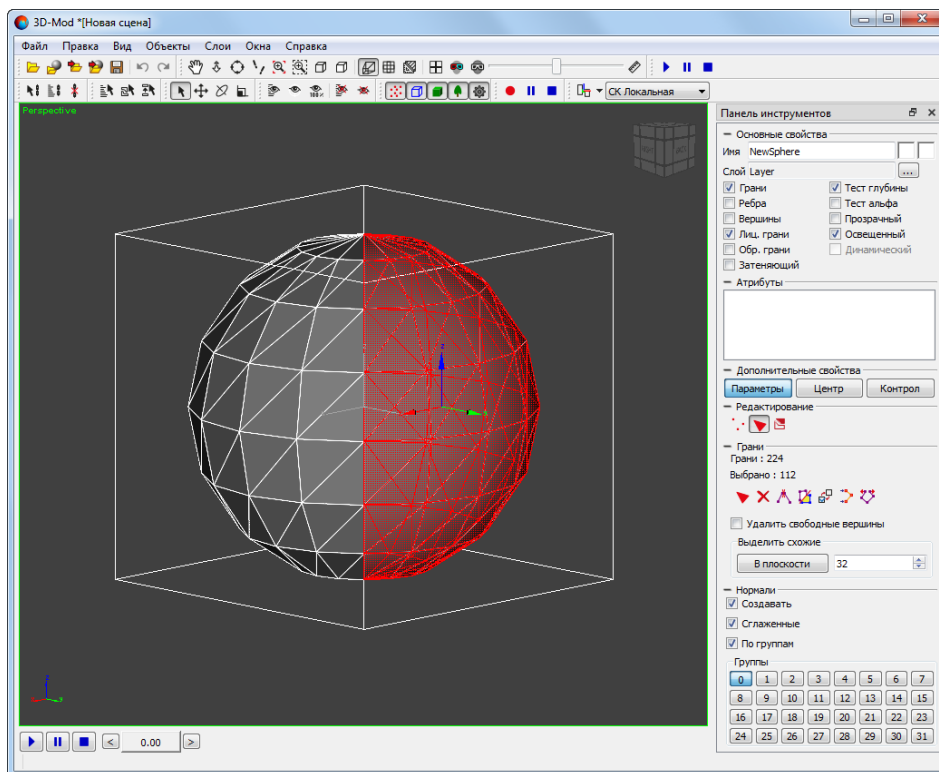 3D-Mod *[Новая сцена]
Файл Правка Вид Объекты Слои Окна Справка
100%
СК Локальная
Perspective
Панель инструментов
Основные свойства
Имя NewSphere
Слой Layer ...
Грани Тест глубины
Ребра Тест альфа
Вершины Прозрачный
Лиц. грани Освещенный
Обр. грани Динамический
Затеняющий
Атрибуты
Дополнительные свойства
Параметры Центр Контрол
Редактирование
Грани
Грани : 224
Выбрано : 112
Удалить свободные вершины
Выделить схожие
В плоскости 32
Нормали
Создавать
Сглаженные
По группам
Группы
0 1 2 3 4 5 6 7
8 9 10 11 12 13 14 15
16 17 18 19 20 21 22 23
24 25 26 27 28 29 30 31
z
z
< 0.00 >